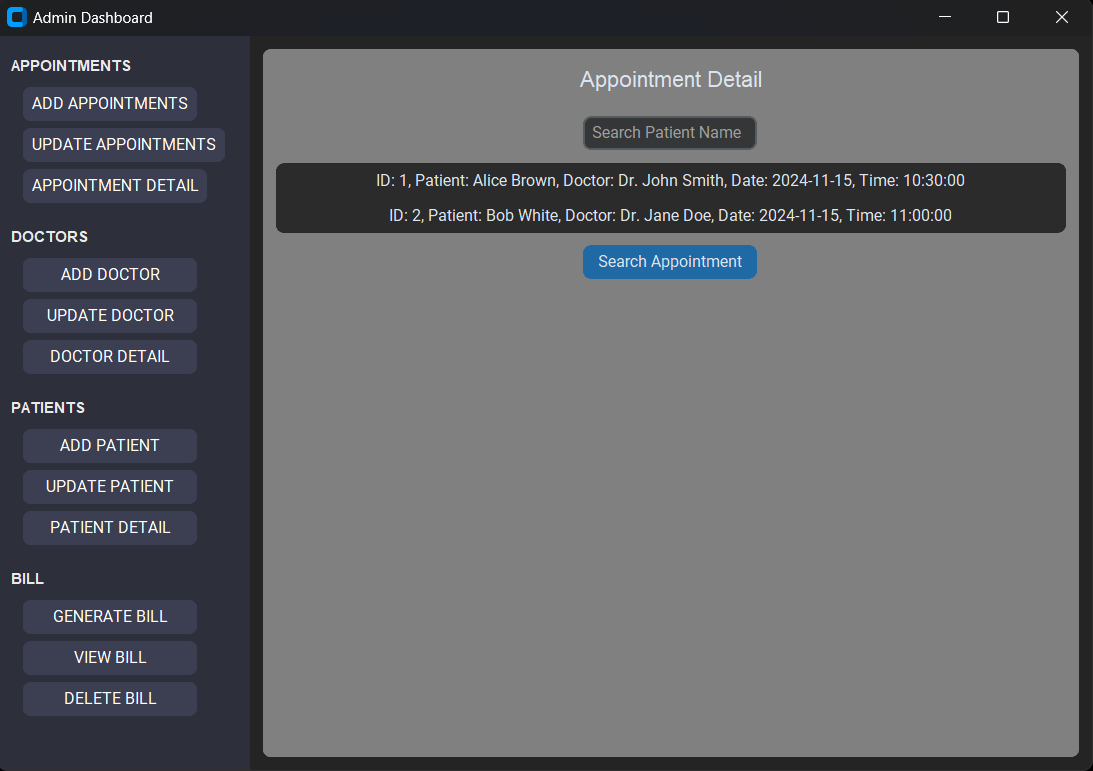 Admin Dashboard
APPOINTMENTS
ADD APPOINTMENTS
UPDATE APPOINTMENTS
APPOINTMENT DETAIL
DOCTORS
ADD DOCTOR
UPDATE DOCTOR
DOCTOR DETAIL
PATIENTS
ADD PATIENT
UPDATE PATIENT
PATIENT DETAIL
BILL
GENERATE BILL
VIEW BILL
DELETE BILL
Appointment Detail
Search Patient Name
ID: 1, Patient: Alice Brown, Doctor: Dr. John Smith, Date: 2024-11-15, Time: 10:30:00
ID: 2, Patient: Bob White, Doctor: Dr. Jane Doe, Date: 2024-11-15, Time: 11:00:00
Search Appointment